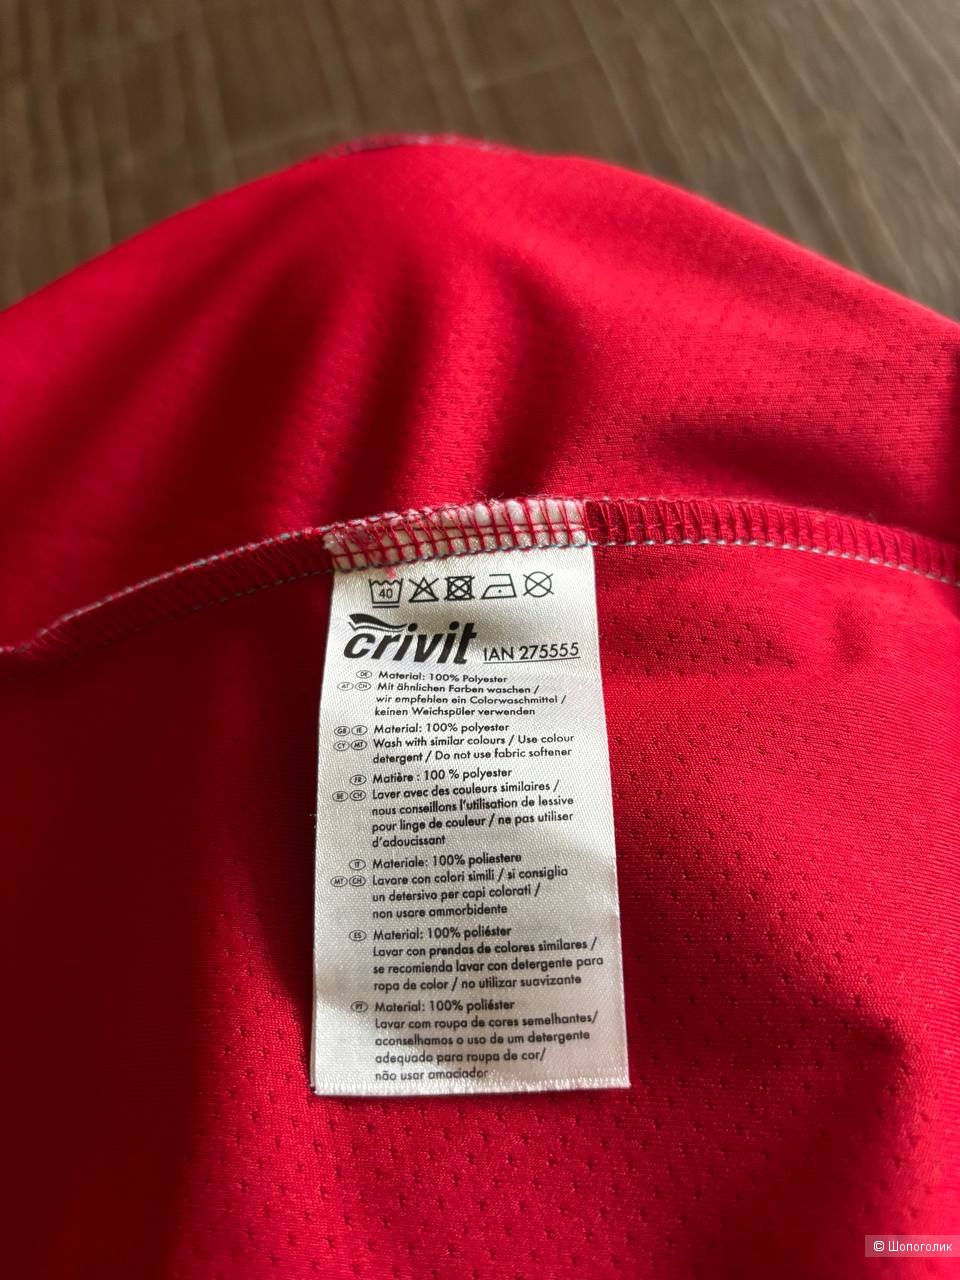 40
crivit IAN 275555
DE Material: 100% Polyester
AT CH Mit ähnlichen Farben waschen /
wir empfehlen ein Colorwaschmittel /
keinen Weichspüler verwenden
GB IE Material: 100% polyester
CY MT Wash with similar colours / Use colour
detergent / Do not use fabric softener
FR Matière : 100 % polyester
BE CH Laver avec des couleurs similaires /
nous conseillons l'utilisation de lessive
pour linge de couleur / ne pas utiliser
d'adoucissant
IT Materiale: 100% poliestere
MT CH Lavare con colori simili / si consiglia
un detersivo per capi colorati /
non usare ammorbidente
ES Material: 100% poliéster
Lavar con prendas de colores similares /
se recomienda lavar con detergente para
ropa de color / no utilizar suavizante
PT Material: 100% poliéster
Lavar com roupa de cores semelhantes/
aconselhamos o uso de um detergente
adequado para roupa de cor/
não usar amaciador
© Шопоголик